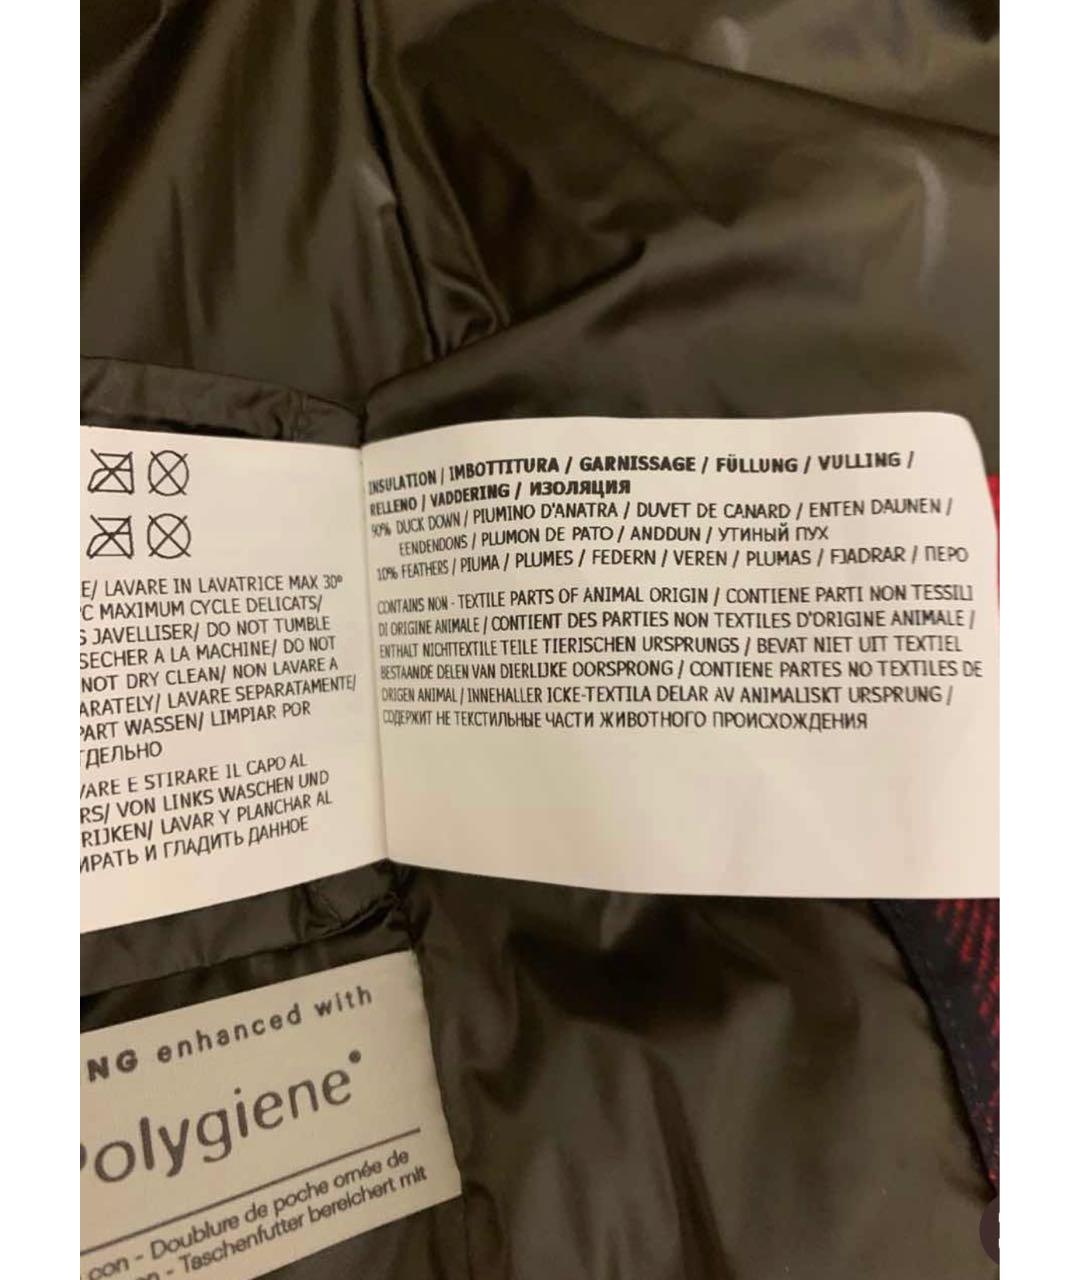 INSULATION / IMBOTTITURA / GARNISSAGE / FÜLLUNG / VULLING /
RELLENO / VADDERING / ИЗОЛЯЦИЯ
90% DUCK DOWN / PIUMINO D'ANATRA / DUVET DE CANARD / ENTEN DAUNEN /
EENDENDONS / PLUMON DE PATO / ANDDUN / УТИНЫЙ ПУХ
10% FEATHERS / PIUMA / PLUMES / FEDERN / VEREN / PLUMAS / FJADRAR / ПЕРО
CONTAINS NON - TEXTILE PARTS OF ANIMAL ORIGIN / CONTIENE PARTI NON TESSILI
DI ORIGINE ANIMALE / CONTIENT DES PARTIES NON TEXTILES D'ORIGINE ANIMALE /
ENTHALT NICHTTEXTILE TEILE TIERISCHEN URSPRUNGS / BEVAT NIET UIT TEXTIEL
BESTAANDE DELEN VAN DIERLIJKE OORSPRONG / CONTIENE PARTES NO TEXTILES DE
ORIGEN ANIMAL / INNEHALLER ICKE-TEXTILA DELAR AV ANIMALISKT URSPRUNG /
СОДЕРЖИТ НЕ ТЕКСТИЛЬНЫЕ ЧАСТИ ЖИВОТНОГО ПРОИСХОЖДЕНИЯ
E/ LAVARE IN LAVATRICE MAX 30°
°C MAXIMUM CYCLE DELICATS/
S JAVELLISER/ DO NOT TUMBLE
SECHER A LA MACHINE/ DO NOT
NOT DRY CLEAN/ NON LAVARE A
ARATELY/ LAVARE SEPARATAMENTE/
PART WASSEN/ LIMPIAR POR
ТДЕЛЬНО
VARE E STIRARE IL CAPO AL
RS/ VON LINKS WASCHEN UND
RIJKEN/ LAVAR Y PLANCHAR AL
ИРАТЬ И ГЛАДИТЬ ДАННОЕ
NG enhanced with
Polygiene®
con - Doublure de poche ornée de
n - Taschenfutter bereichert mit